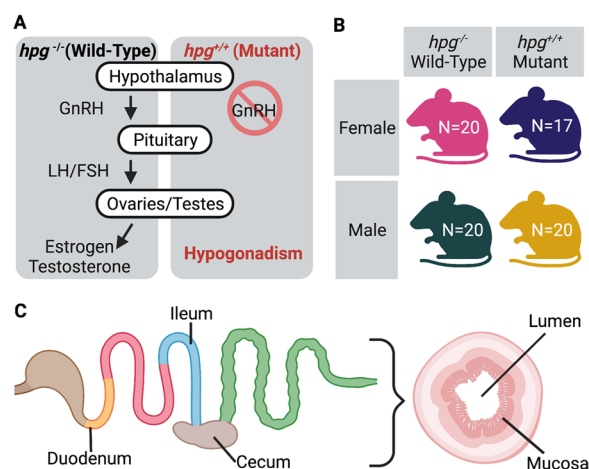 A
hpg -/- (Wild-Type)
hpg+/+ (Mutant)
Hypothalamus
GnRH
GnRH
Pituitary
LH/FSH
Ovaries/Testes
Estrogen
Testosterone
Hypogonadism
B
hpg-/-
Wild-Type
hpg+/+
Mutant
Female
N=20
N=17
Male
N=20
N=20
C
Ileum
Duodenum
Cecum
Lumen
Mucosa